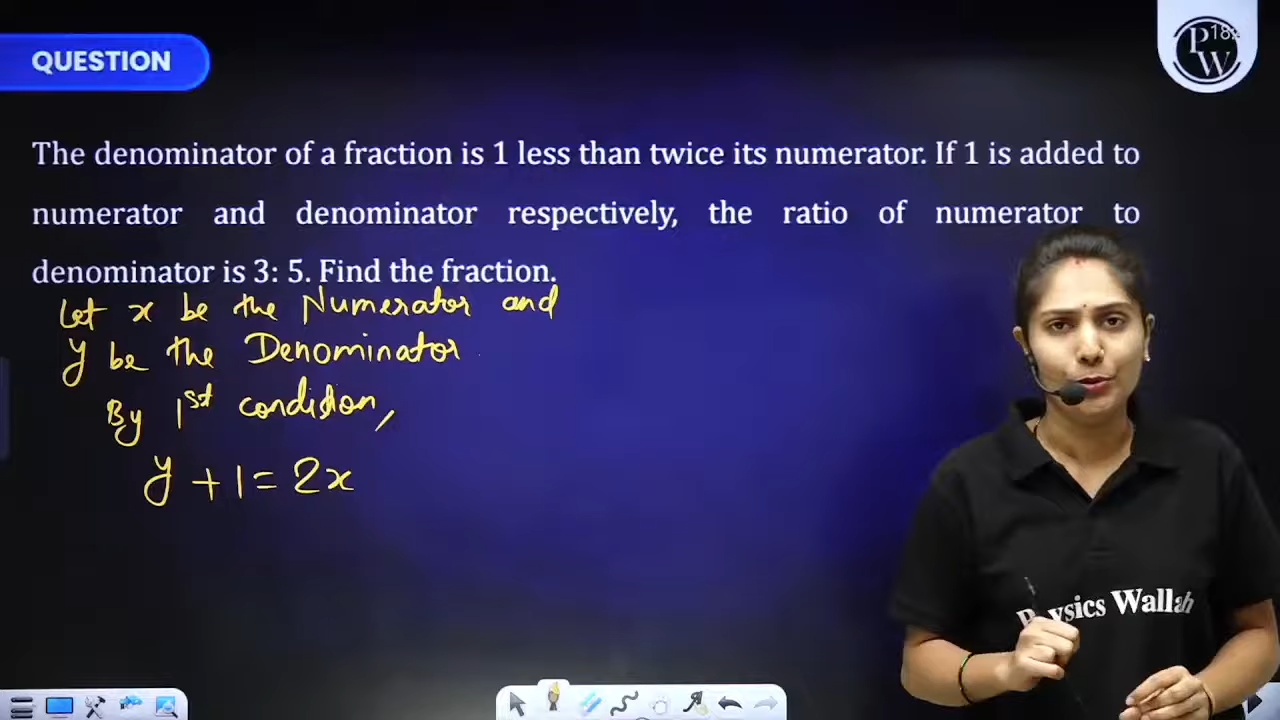 QUESTION
P 18
W
The denominator of a fraction is 1 less than twice its numerator. If 1 is added to
numerator and denominator respectively, the ratio of numerator to
denominator is 3: 5. Find the fraction.
Let x be the Numerator and
y be the Denominator
By 1st condition,
y + 1 = 2x
Physics Wallah